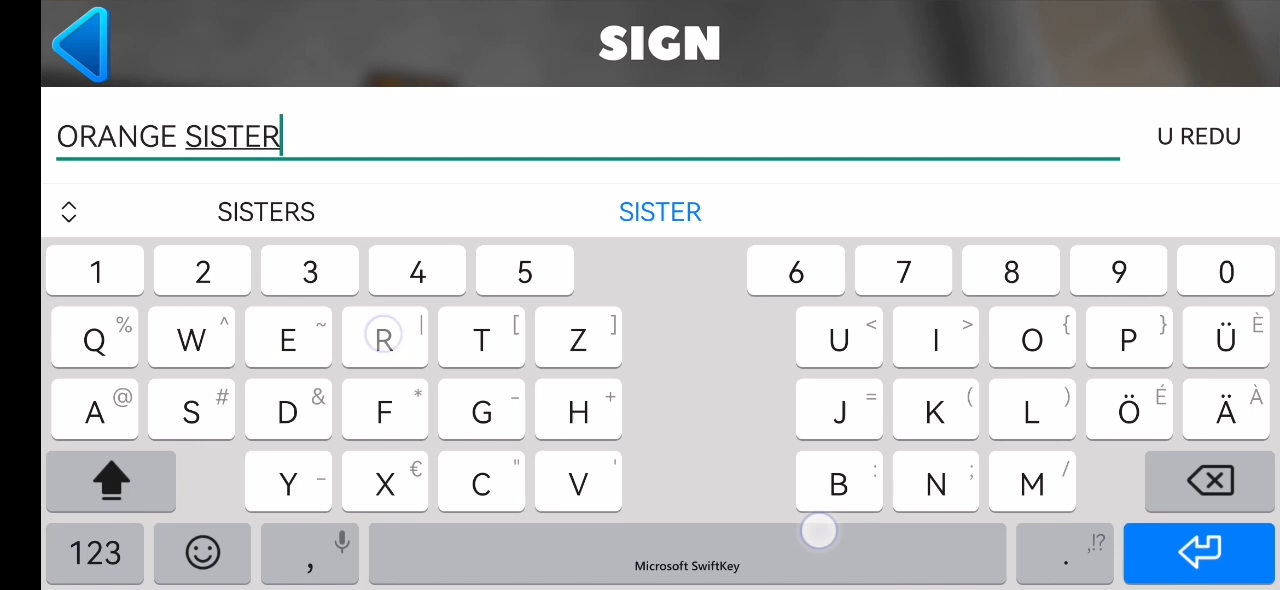 SIGN
ORANGE SISTER
U REDU
SISTERS SISTER
1 2 3 4 5 6 7 8 9 0
Q % W ^ E ~ R | T [ Z ] U < I > O { P } Ü È
A @ S # D & F * G - H + J = K ( L ) Ö É Ä À
Y _ X € C " V ' B : N ; M /
123 , . ,!?
Microsoft SwiftKey